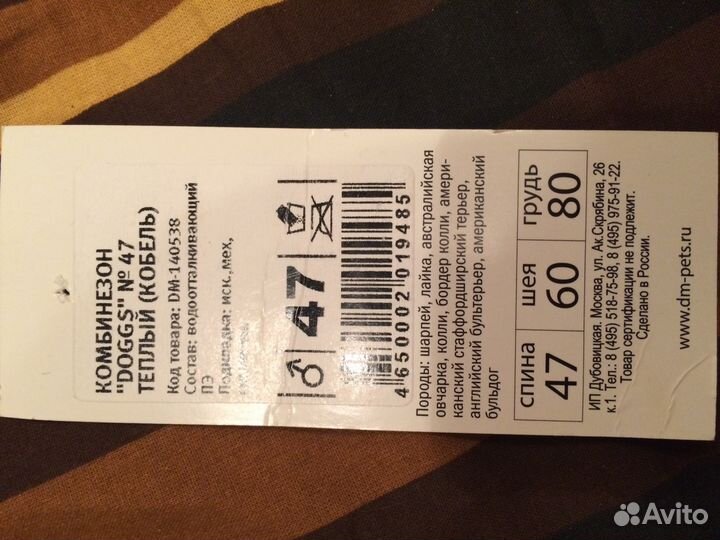 КОМБИНЕЗОН
"DOGGS" № 47
ТЕПЛЫЙ (КОБЕЛЬ)
Код товара: DM-140538
Состав: водоотталкивающий
ПЭ
Подкладка: иск.,мех,
47
4 650002 019485
Породы: шарпей, лайка, австралийская
овчарка, колли, бордер колли, амери-
канский стаффордширский терьер,
английский бультерьер, американский
бульдог
спина шея грудь
47 60 80
ИП Дубовицкая. Москва, ул. Ак.Скрябина, 26
к.1. Тел.: 8 (495) 518-75-98, 8 (495) 975-91-22.
Товар сертификации не подлежит.
Сделано в России.
www.dm-pets.ru
Avito